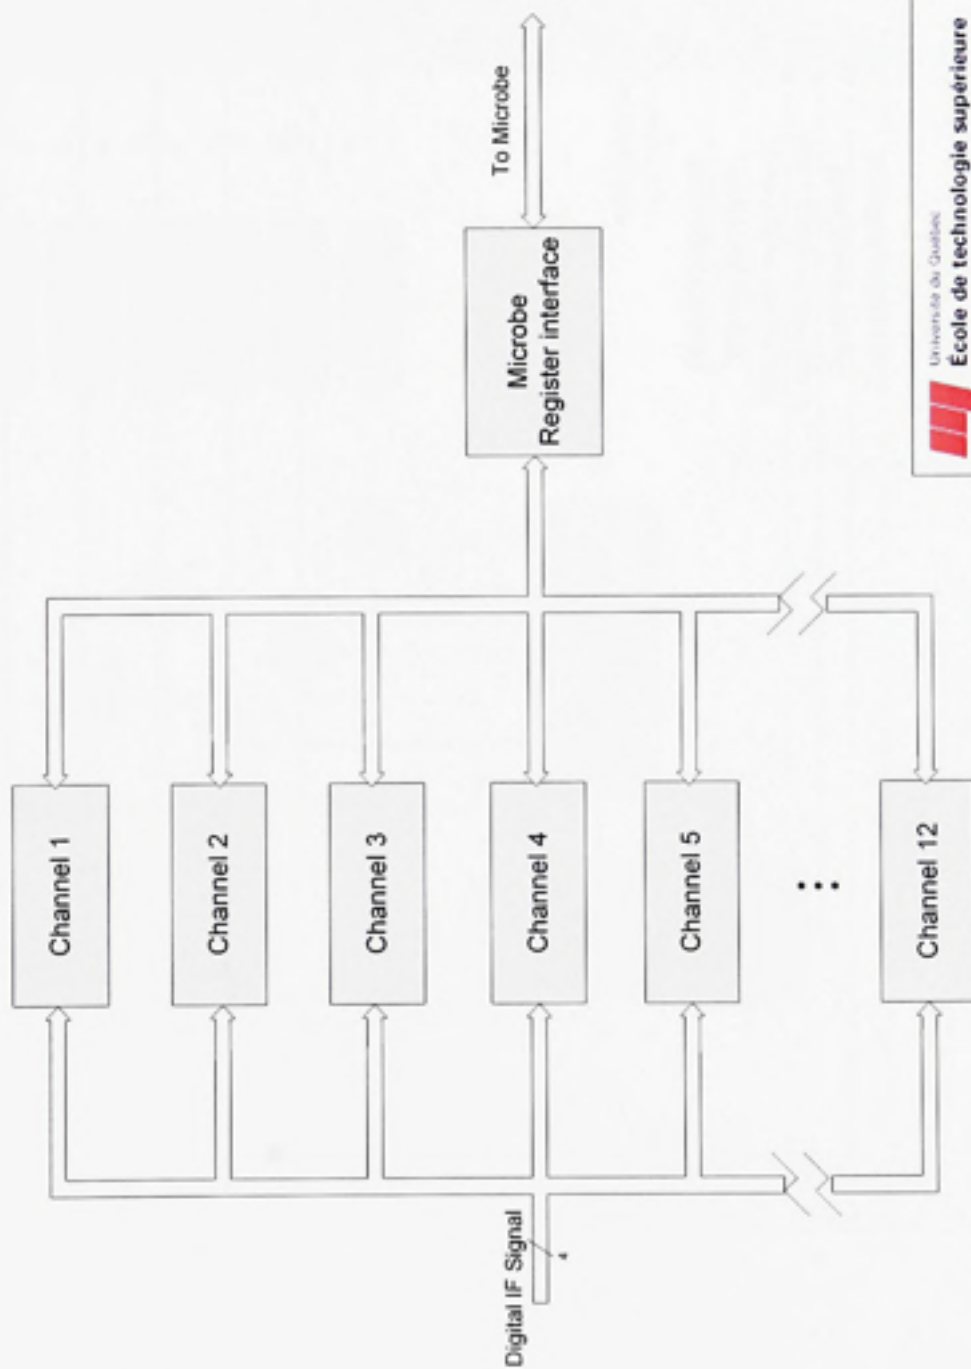 Digital IF Signal
4
Channel 1
Channel 2
Channel 3
Channel 4
Channel 5
Channel 12
Microbe
Register interface
To Microbe
Université du Québec
École de technologie supérieure